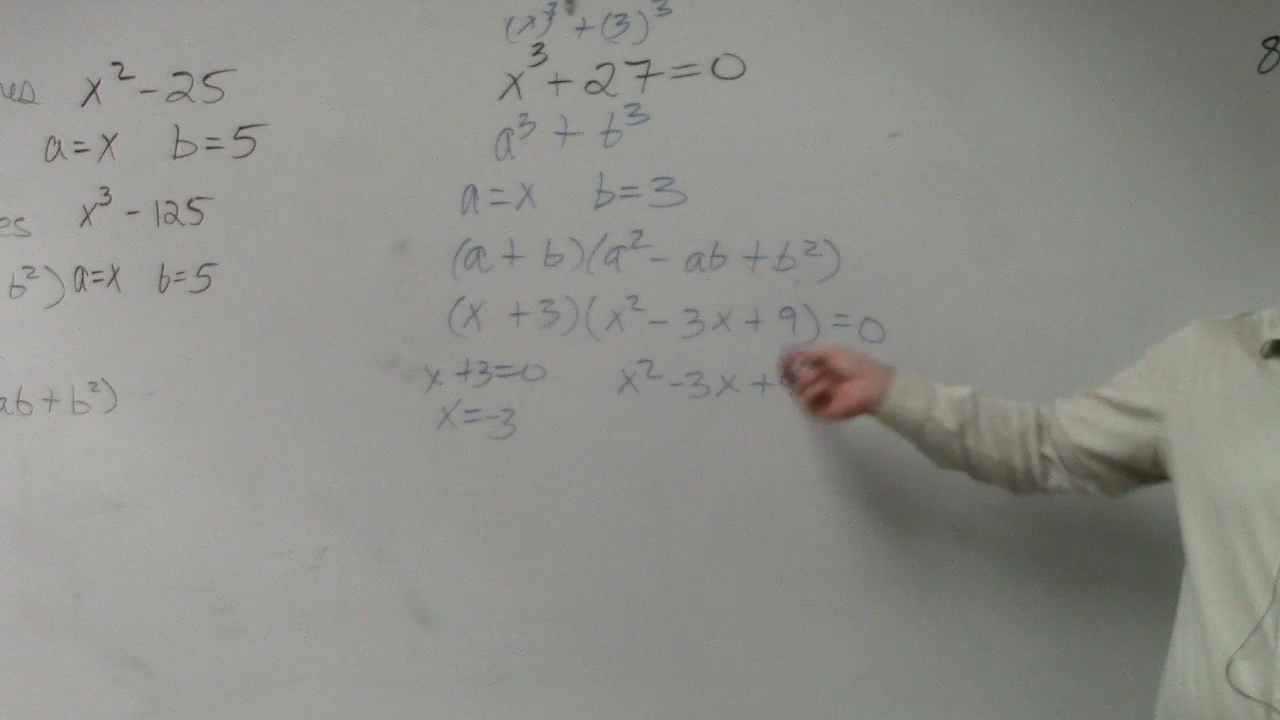 x² - 25
a = x b = 5
x³ - 125
b²) a = x b = 5
ab + b²)
(x)³ + (3)³
x³ + 27 = 0
a³ + b³
a = x b = 3
(a + b)(a² - ab + b²)
(x + 3)(x² - 3x + 9) = 0
x + 3 = 0 x² - 3x +
x = -3
8